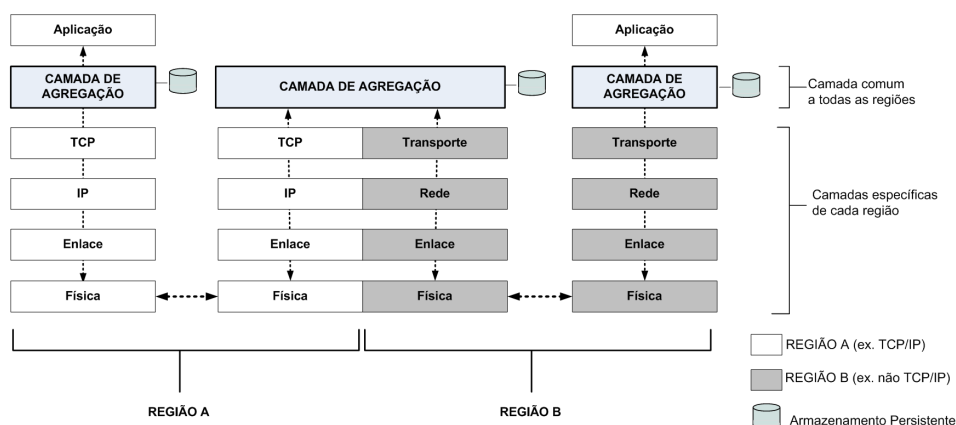 Aplicação
Aplicação
CAMADA DE
AGREGAÇÃO
CAMADA DE AGREGAÇÃO
CAMADA DE
AGREGAÇÃO
Camada comum
a todas as regiões
TCP
TCP
Transporte
Transporte
IP
IP
Rede
Rede
Camadas específicas
de cada região
Enlace
Enlace
Enlace
Enlace
Física
Física
Física
Física
REGIÃO A (ex. TCP/IP)
REGIÃO B (ex. não TCP/IP)
REGIÃO A
REGIÃO B
Armazenamento Persistente